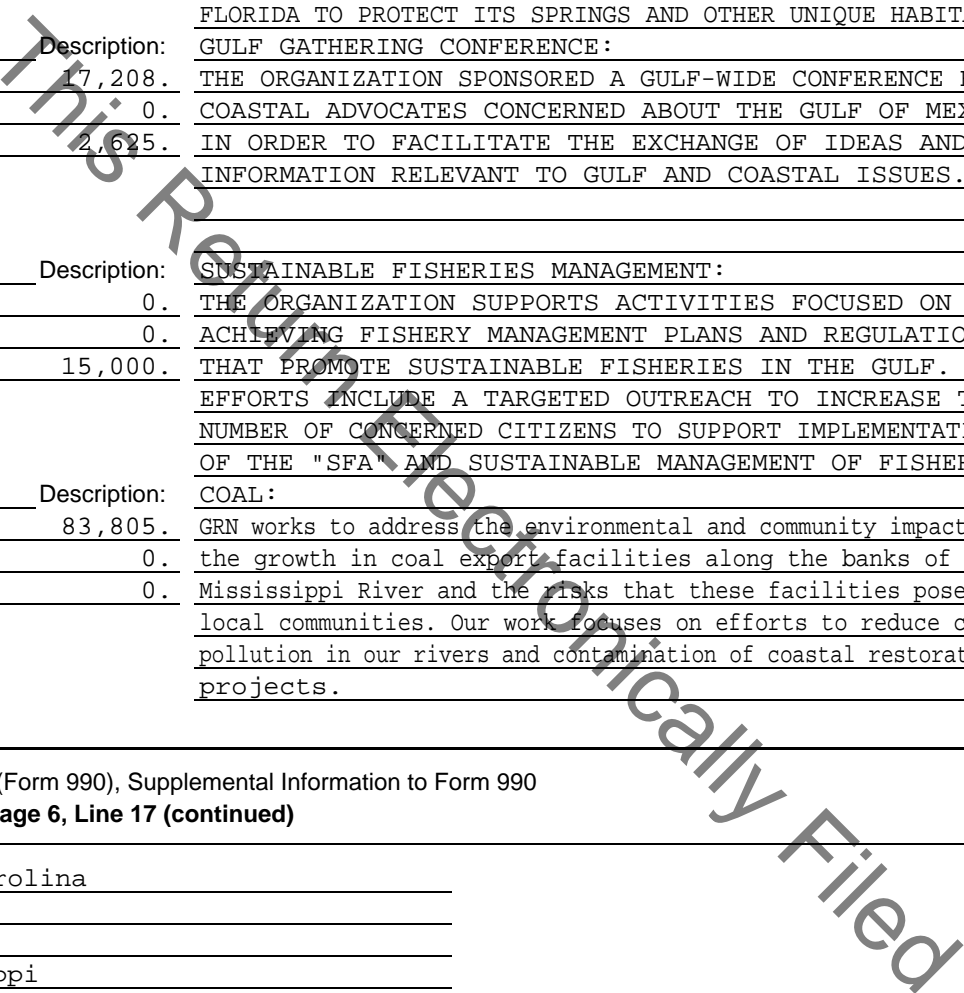 FLORIDA TO PROTECT ITS SPRINGS AND OTHER UNIQUE
Description: GULF GATHERING CONFERENCE:
17,208. THE ORGANIZATION SPONSORED A GULF-WIDE CONFERENCE
0. COASTAL ADVOCATES CONCERNED ABOUT THE GULF OF
2,625. IN ORDER TO FACILITATE THE EXCHANGE OF IDEAS AND
INFORMATION RELEVANT TO GULF AND COASTAL ISSUES.
Description: SUSTAINABLE FISHERIES MANAGEMENT:
0. THE ORGANIZATION SUPPORTS ACTIVITIES FOCUSED ON
0. ACHIEVING FISHERY MANAGEMENT PLANS AND
15,000. THAT PROMOTE SUSTAINABLE FISHERIES IN THE GULF.
EFFORTS INCLUDE A TARGETED OUTREACH TO INCREASE
NUMBER OF CONCERNED CITIZENS TO SUPPORT
OF THE "SFA" AND SUSTAINABLE MANAGEMENT OF
Description: COAL:
83,805. GRN works to address the environmental and community impact
0. the growth in coal export facilities along the banks of
0. Mississippi River and the risks that these facilities pose
local communities. Our work focuses on efforts to reduce
pollution in our rivers and contamination of coastal
projects.
(Form 990), Supplemental Information to Form 990
age 6, Line 17 (continued)
rolina
ppi
This Return Electronically Filed